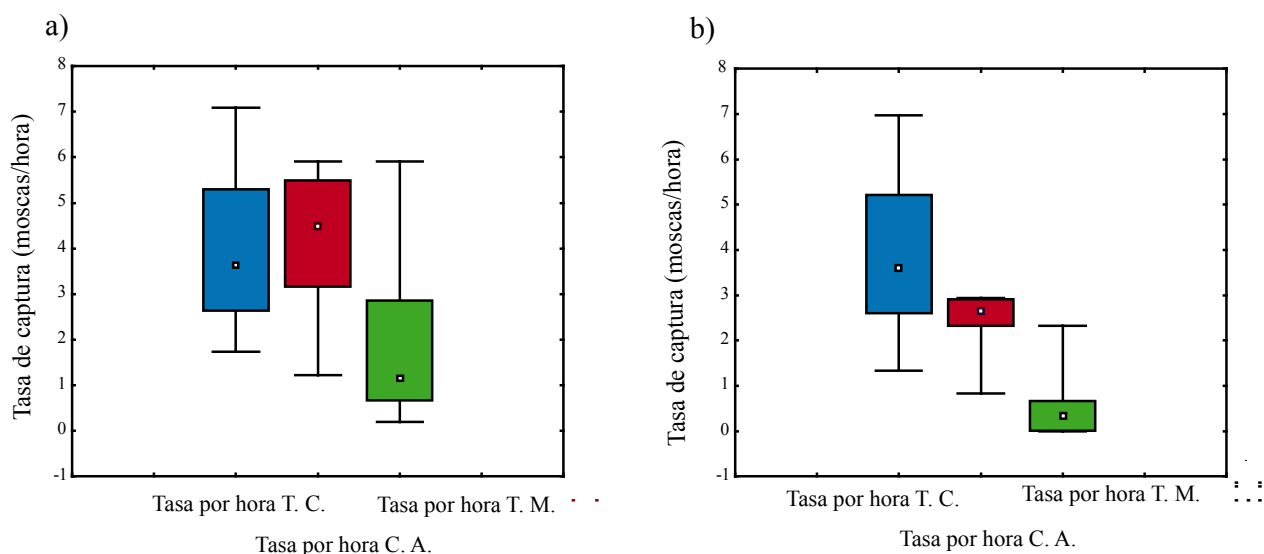 a)
Tasa de captura (moscas/hora)
8
7
6
5
4
3
2
1
0
-1
Tasa por hora T. C.
Tasa por hora T. M.
Tasa por hora C. A.
b)
Tasa de captura (moscas/hora)
8
7
6
5
4
3
2
1
0
-1
Tasa por hora T. C.
Tasa por hora T. M.
Tasa por hora C. A.